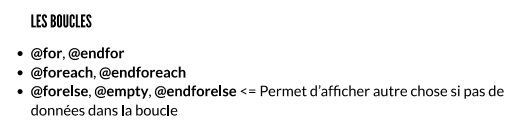 LES BOUCLES
• @for, @endfor
• @foreach, @endforeach
• @forelse, @empty, @endforelse <= Permet d'afficher autre chose si pas de
données dans la boucle